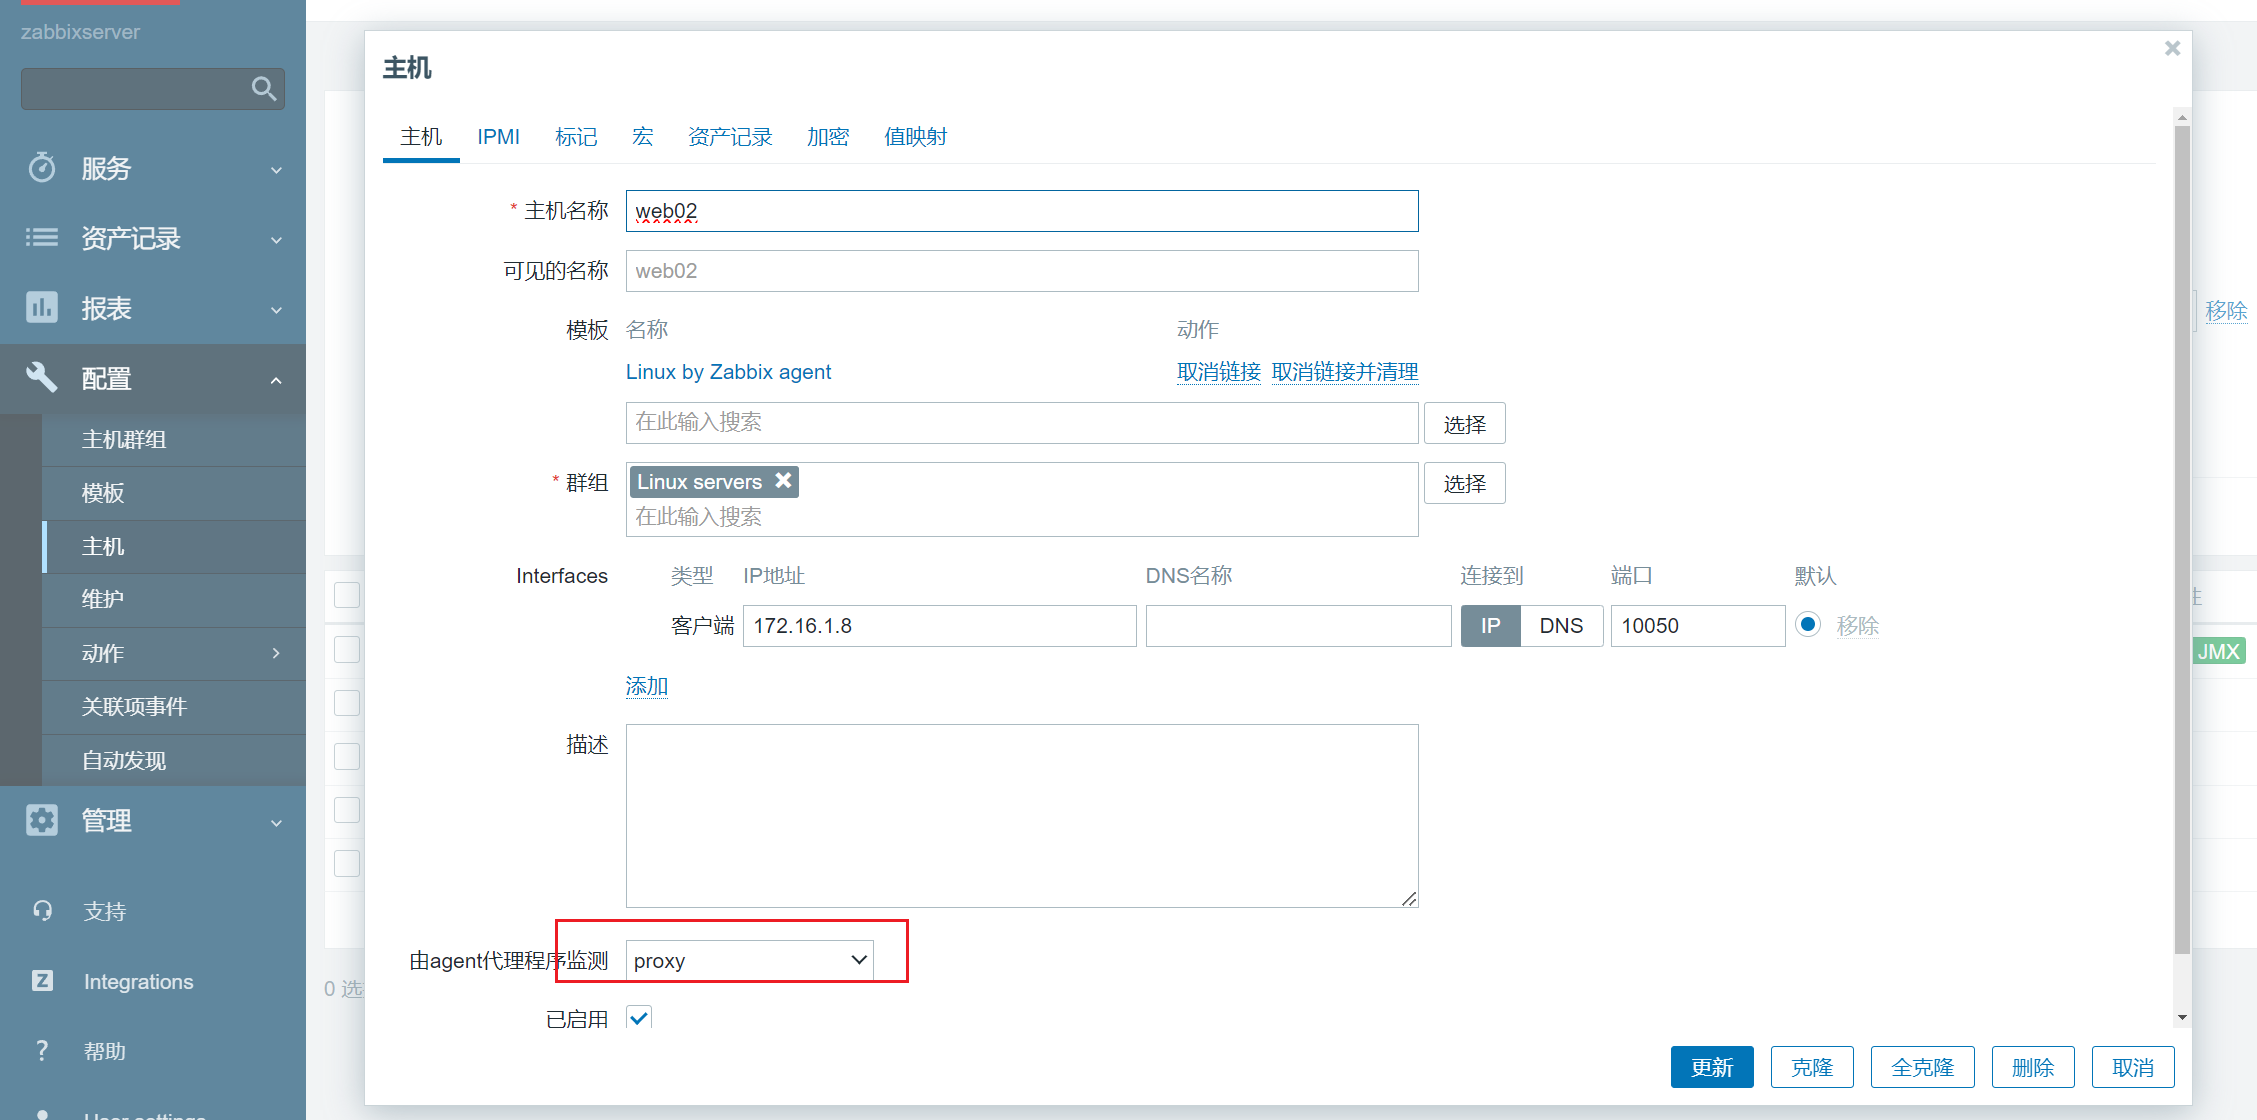 zabbixserver
服务
资产记录
报表
配置
主机群组
模板
主机
维护
动作
关联项事件
自动发现
管理
支持
Integrations
帮助
User settings
主机
主机 IPMI 标记 宏 资产记录 加密 值映射
* 主机名称 web02
可见的名称 web02
模板 名称 动作
Linux by Zabbix agent 取消链接 取消链接并清理
在此输入搜索 选择
* 群组 Linux servers 选择
在此输入搜索
Interfaces 类型 IP地址 DNS名称 连接到 端口 默认
客户端 172.16.1.8 IP DNS 10050 移除
添加
描述
由agent代理程序监测 proxy
已启用
更新 克隆 全克隆 删除 取消
移除
JMX
0 选